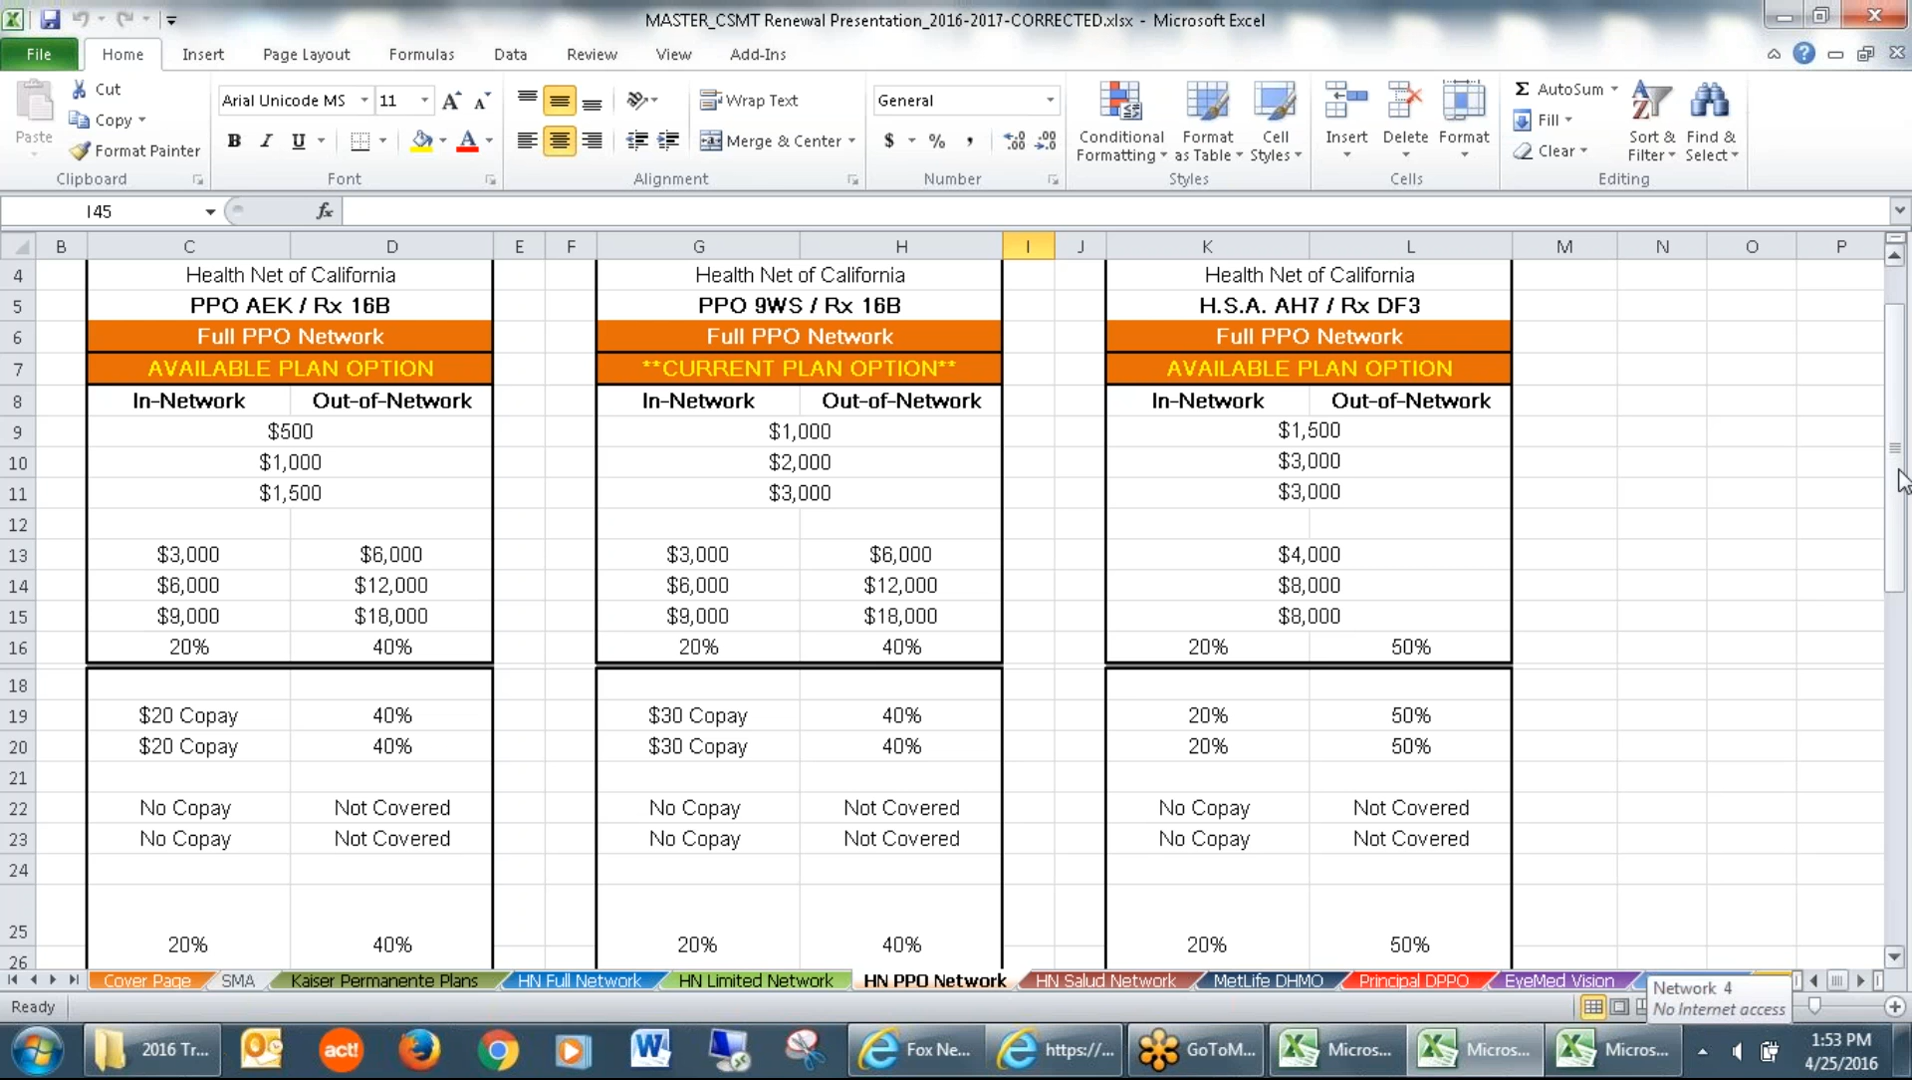 MASTER_CSMT Renewal Presentation_2016-2017-CORRECTED.xlsx - Microsoft Excel
File Home Insert Page Layout Formulas Data Review View Add-Ins
Paste
Cut
Copy
Format Painter
Clipboard
Arial Unicode MS 11
B I U
Font
Wrap Text
Merge & Center
Alignment
General
$ % ,
Number
Conditional Formatting
Format as Table
Cell Styles
Styles
Insert Delete Format
Cells
AutoSum
Fill
Clear
Sort & Filter
Find & Select
Editing
I45 fx
B C D E F G H I J K L M N O P
4 Health Net of California Health Net of California Health Net of California
5 PPO AEK / Rx 16B PPO 9WS / Rx 16B H.S.A. AH7 / Rx DF3
6 Full PPO Network Full PPO Network Full PPO Network
7 AVAILABLE PLAN OPTION **CURRENT PLAN OPTION** AVAILABLE PLAN OPTION
8 In-Network Out-of-Network In-Network Out-of-Network In-Network Out-of-Network
9 $500 $1,000 $1,500
10 $1,000 $2,000 $3,000
11 $1,500 $3,000 $3,000
12
13 $3,000 $6,000 $3,000 $6,000 $4,000
14 $6,000 $12,000 $6,000 $12,000 $8,000
15 $9,000 $18,000 $9,000 $18,000 $8,000
16 20% 40% 20% 40% 20% 50%
18
19 $20 Copay 40% $30 Copay 40% 20% 50%
20 $20 Copay 40% $30 Copay 40% 20% 50%
21
22 No Copay Not Covered No Copay Not Covered No Copay Not Covered
23 No Copay Not Covered No Copay Not Covered No Copay Not Covered
24
25 20% 40% 20% 40% 20% 50%
26
Cover Page SMA Kaiser Permanente Plans HN Full Network HN Limited Network HN PPO Network HN Salud Network MetLife DHMO Principal DPPO EyeMed Vision
Network 4
No Internet access
Ready
2016 Tr... act! Fox Ne... https://... GoToM... Micros... Micros... Micros...
1:53 PM
4/25/2016